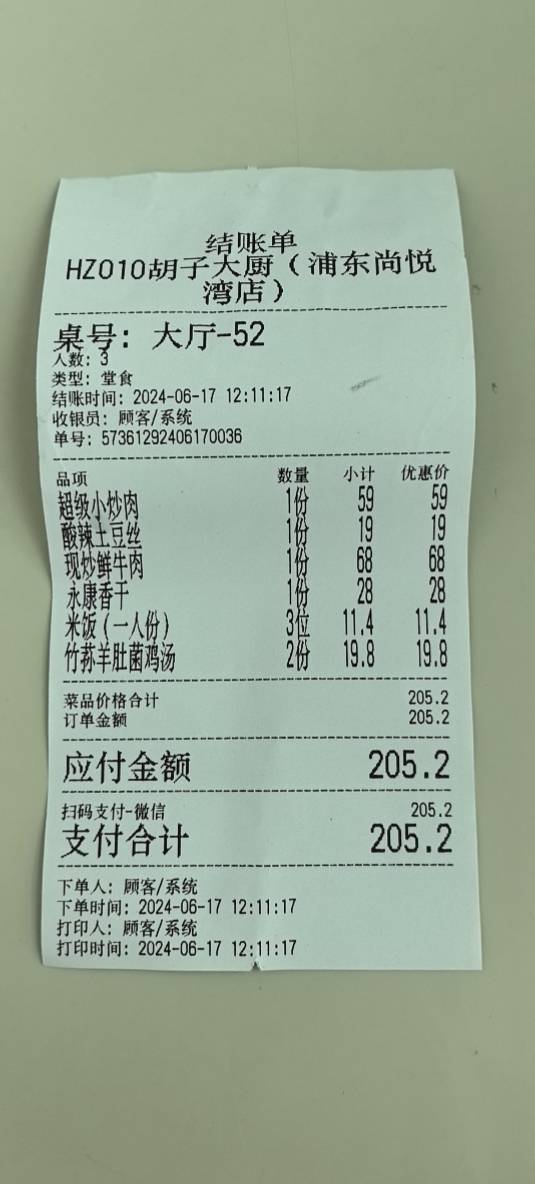 结账单
HZ010胡子大厨（浦东尚悦
湾店）
桌号：大厅-52
人数：3
类型：堂食
结账时间：2024-06-17 12:11:17
收银员：顾客/系统
单号：57361292406170036
品项 数量 小计 优惠价
超级小炒肉 1份 59 59
酸辣土豆丝 1份 19 19
现炒鲜牛肉 1份 68 68
永康香干 1份 28 28
米饭（一人份） 3位 11.4 11.4
竹荪羊肚菌鸡汤 2份 19.8 19.8
菜品价格合计 205.2
订单金额 205.2
应付金额 205.2
扫码支付-微信 205.2
支付合计 205.2
下单人：顾客/系统
下单时间：2024-06-17 12:11:17
打印人：顾客/系统
打印时间：2024-06-17 12:11:17